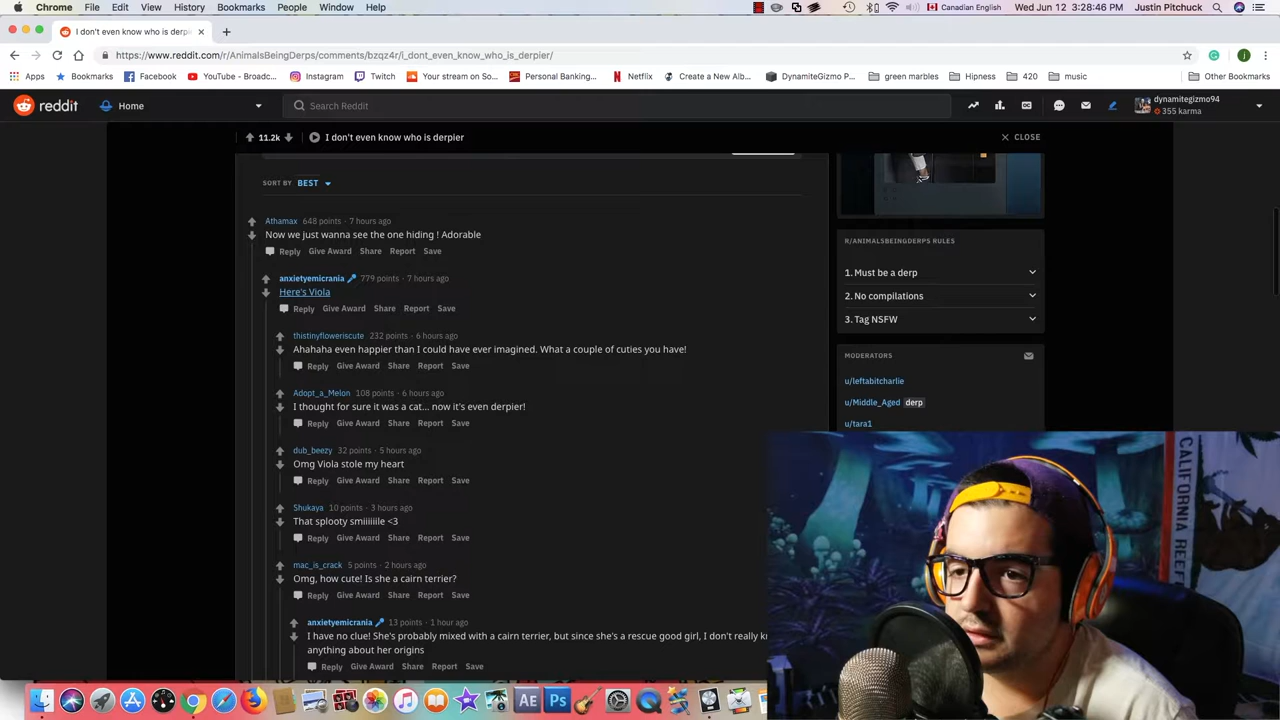 Chrome File Edit View History Bookmarks People Window Help
Canadian English Wed Jun 12 3:28:46 PM Justin Pitchuck
I don't even know who is derpi
https://www.reddit.com/r/AnimalsBeingDerps/comments/bzqz4r/i_dont_even_know_who_is_derpier/
Apps Bookmarks Facebook YouTube - Broadc... Instagram Twitch Your stream on So... Personal Banking... Netflix Create a New Alb... DynamiteGizmo P... green marbles Hipness 420 music Other Bookmarks
reddit Home Search Reddit dynamitegizmo94
355 karma
11.2k I don't even know who is derpier CLOSE
SORT BY BEST
Athamax 648 points · 7 hours ago
Now we just wanna see the one hiding ! Adorable
Reply Give Award Share Report Save
anxietyemicrania 779 points · 7 hours ago
Here's Viola
Reply Give Award Share Report Save
thistinyfloweriscute 232 points · 6 hours ago
Ahahaha even happier than I could have ever imagined. What a couple of cuties you have!
Reply Give Award Share Report Save
Adopt_a_Melon 108 points · 6 hours ago
I thought for sure it was a cat... now it's even derpier!
Reply Give Award Share Report Save
dub_beezy 32 points · 5 hours ago
Omg Viola stole my heart
Reply Give Award Share Report Save
Shukaya 10 points · 3 hours ago
That splooty smiiiiiile <3
Reply Give Award Share Report Save
mac_is_crack 5 points · 2 hours ago
Omg, how cute! Is she a cairn terrier?
Reply Give Award Share Report Save
anxietyemicrania 13 points · 1 hour ago
I have no clue! She's probably mixed with a cairn terrier, but since she's a rescue good girl, I don't really
anything about her origins
Reply Give Award Share Report Save
R/ANIMALSBEINGDERPS RULES
1. Must be a derp
2. No compilations
3. Tag NSFW
MODERATORS
u/leftabitcharlie
u/Middle_Aged derp
u/tara1
CALIFORNIA REEF
Ae Ps